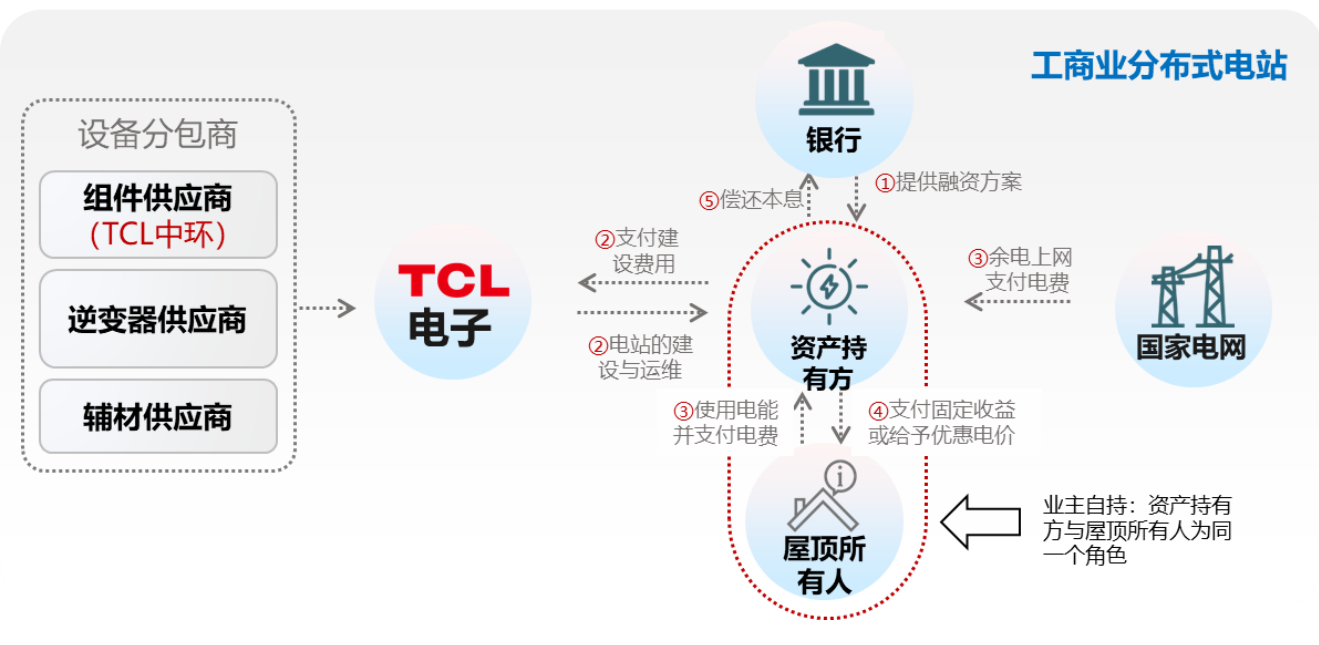 工商业分布式电站
设备分包商
组件供应商
（TCL中环）
逆变器供应商
辅材供应商
TCL
电子
银行
⑤偿还本息
①提供融资方案
②支付建
设费用
②电站的建
设与运维
资产持
有方
③余电上网
支付电费
国家电网
③使用电能
并支付电费
④支付固定收益
或给予优惠电价
屋顶所
有人
业主自持：资产持有
方与屋顶所有人为同
一个角色